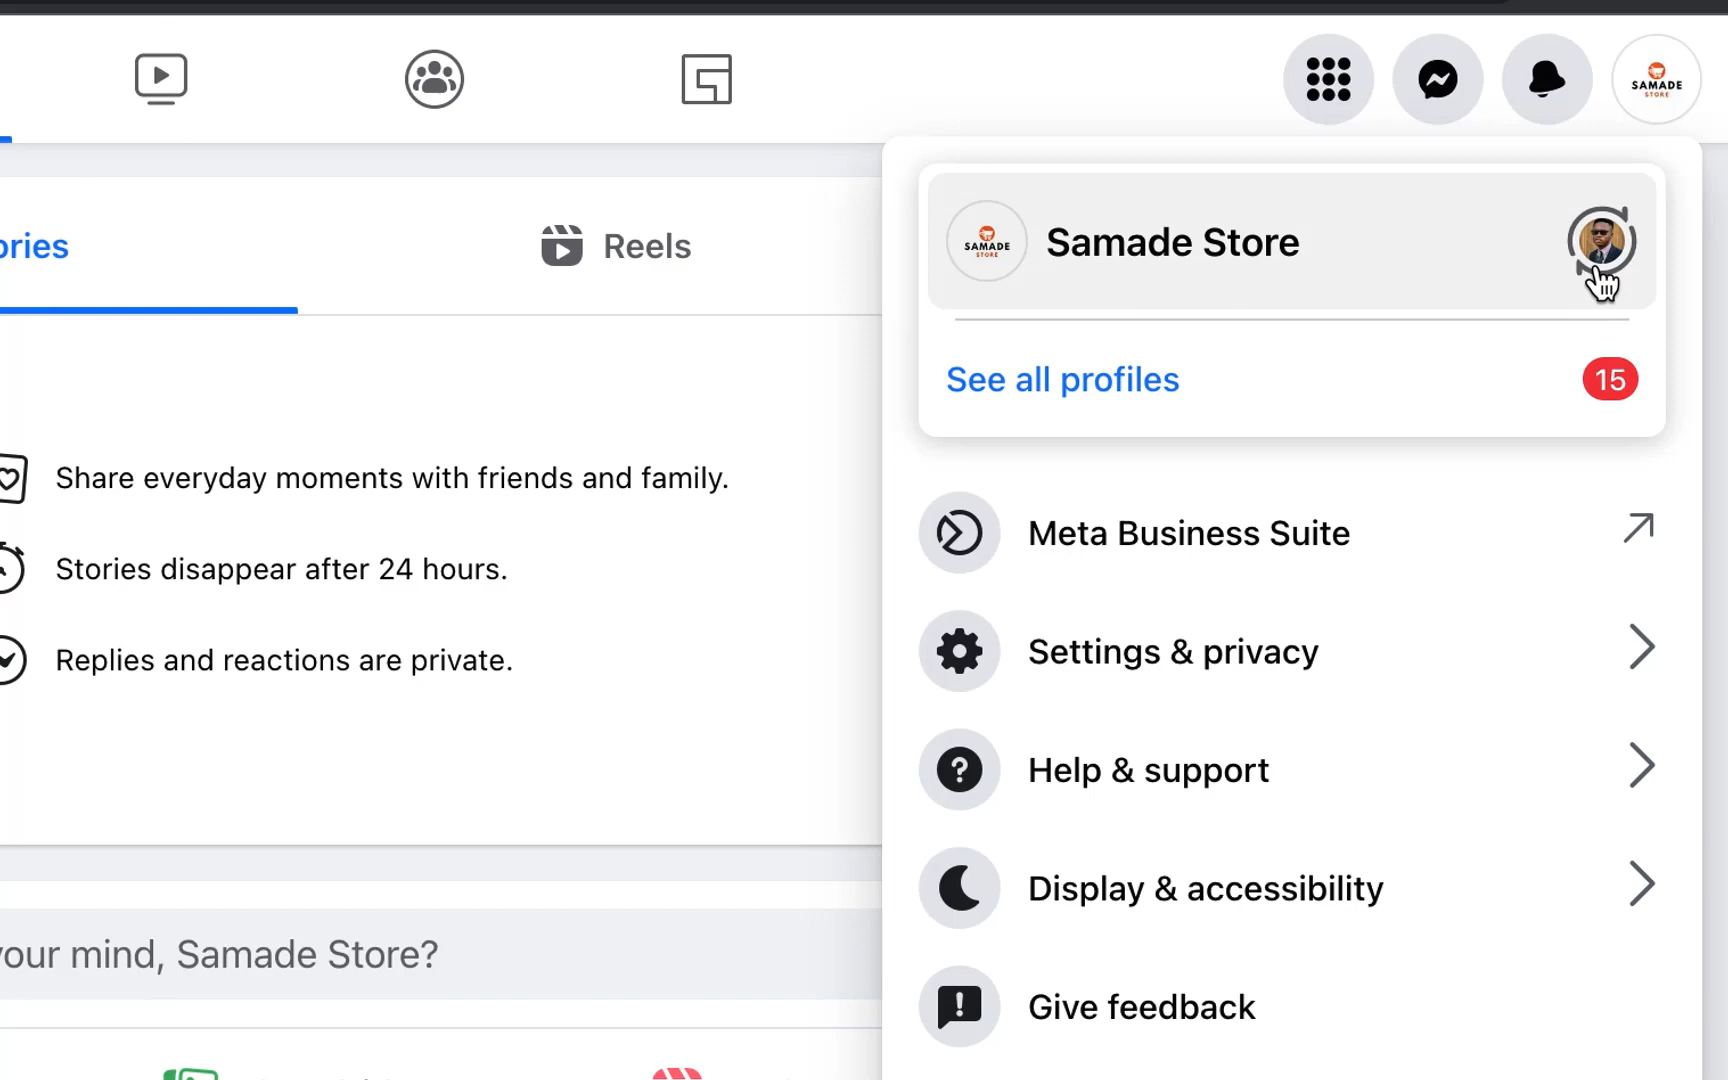 SAMADE
STORE
ories
Reels
Share everyday moments with friends and family.
Stories disappear after 24 hours.
Replies and reactions are private.
your mind, Samade Store?
SAMADE
STORE
Samade Store
See all profiles
15
Meta Business Suite
Settings & privacy
Help & support
Display & accessibility
Give feedback